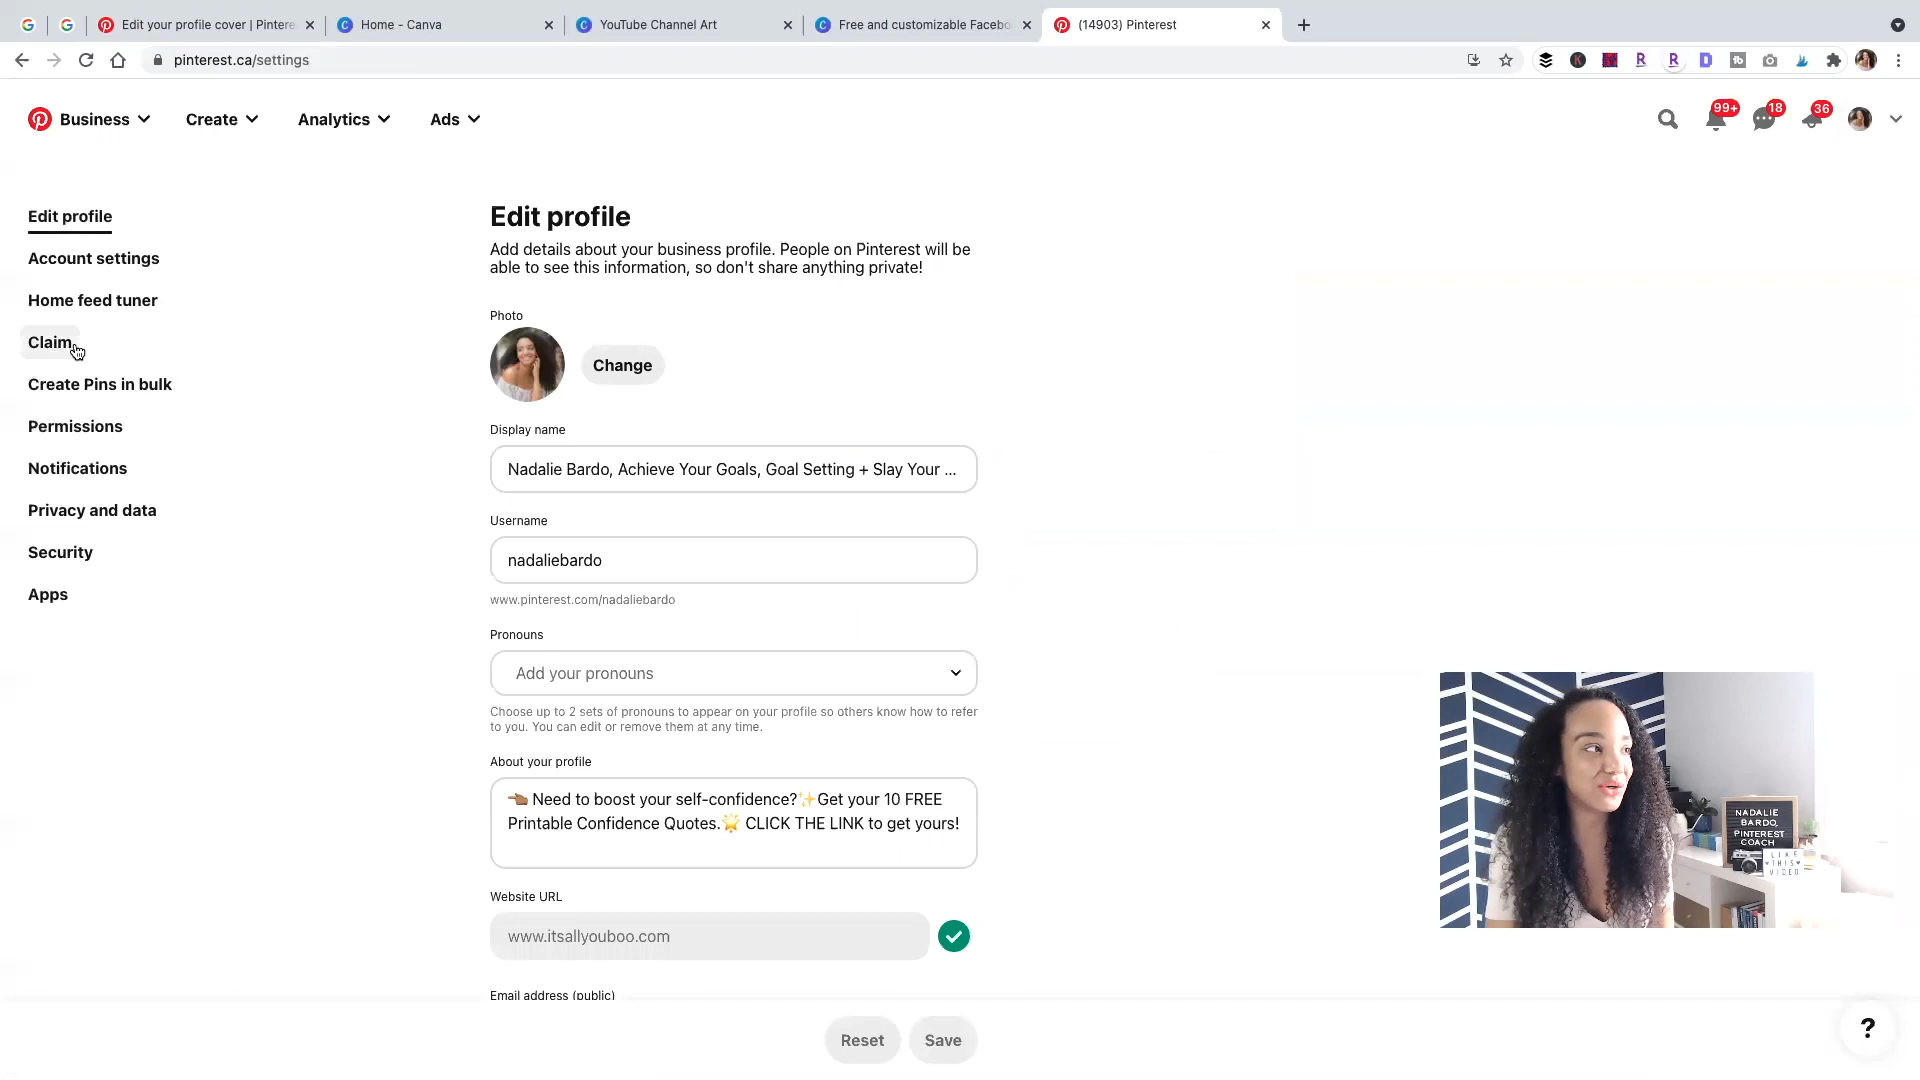 Edit your profile cover | Pintere
Home - Canva
YouTube Channel Art
Free and customizable Facebo
(14903) Pinterest
pinterest.ca/settings
Business
Create
Analytics
Ads
99+
18
36
Edit profile
Account settings
Home feed tuner
Claim
Create Pins in bulk
Permissions
Notifications
Privacy and data
Security
Apps
Edit profile
Add details about your business profile. People on Pinterest will be
able to see this information, so don't share anything private!
Photo
Change
Display name
Nadalie Bardo, Achieve Your Goals, Goal Setting + Slay Your ...
Username
nadaliebardo
www.pinterest.com/nadaliebardo
Pronouns
Add your pronouns
Choose up to 2 sets of pronouns to appear on your profile so others know how to refer
to you. You can edit or remove them at any time.
About your profile
👈🏾 Need to boost your self-confidence?✨Get your 10 FREE
Printable Confidence Quotes.🌟 CLICK THE LINK to get yours!
Website URL
www.itsallyouboo.com
Email address (public)
Reset
Save
?
NADALIE
BARDO,
PINTEREST
COACH
LIKE
THIS
VIDEO